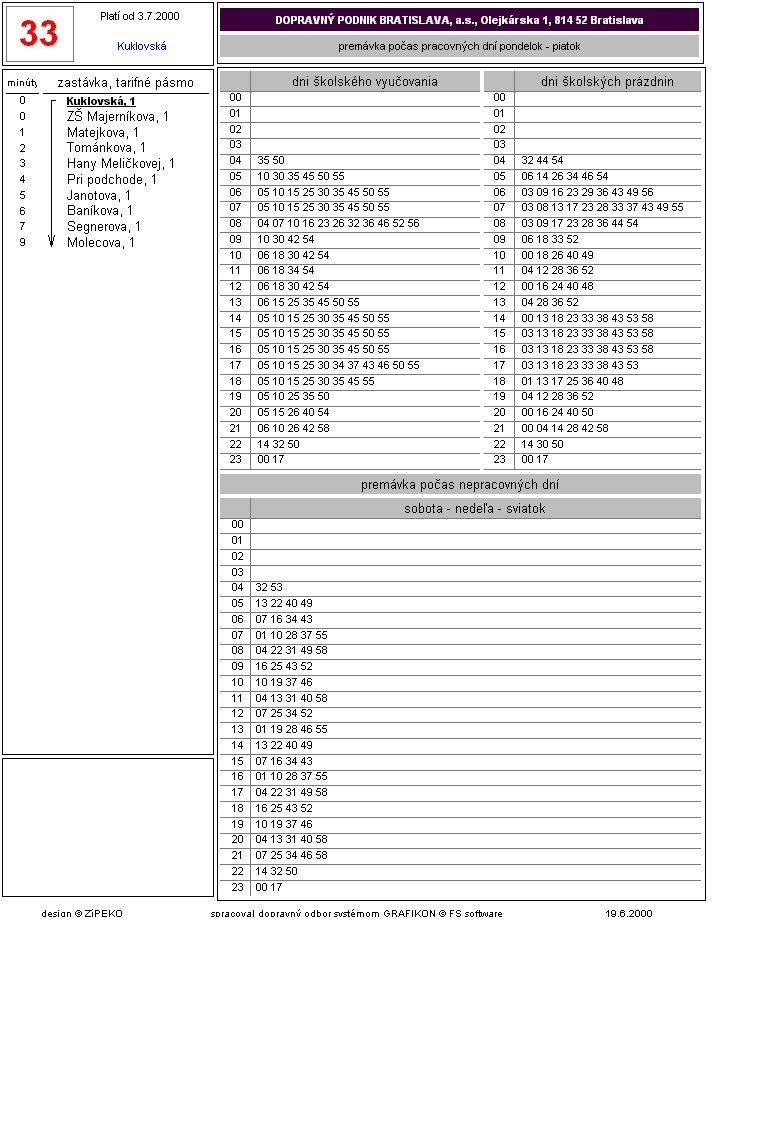 33
Platí od 3.7.2000
Kuklovská
DOPRAVNÝ PODNIK BRATISLAVA, a.s., Olejkárska 1, 814 52 Bratislava
premávka počas pracovných dní pondelok - piatok
minúty zastávka, tarifné pásmo
0 Kuklovská, 1
0 ZŠ Majerníkova, 1
1 Matejkova, 1
2 Tománkova, 1
3 Hany Meličkovej, 1
4 Pri podchode, 1
5 Janotova, 1
6 Baníkova, 1
7 Segnerova, 1
9 Molecova, 1
dni školského vyučovania
00
01
02
03
04 35 50
05 10 30 35 45 50 55
06 05 10 15 25 30 35 45 50 55
07 05 10 15 25 30 35 45 50 55
08 04 07 10 16 23 26 32 36 46 52 56
09 10 30 42 54
10 06 18 30 42 54
11 06 18 34 54
12 06 18 30 42 54
13 06 15 25 35 45 50 55
14 05 10 15 25 30 35 45 50 55
15 05 10 15 25 30 35 45 50 55
16 05 10 15 25 30 35 45 50 55
17 05 10 15 25 30 34 37 43 46 50 55
18 05 10 15 25 30 35 45 55
19 05 10 25 35 50
20 05 15 26 40 54
21 06 10 26 42 58
22 14 32 50
23 00 17
dni školských prázdnin
00
01
02
03
04 32 44 54
05 06 14 26 34 46 54
06 03 09 16 23 29 36 43 49 56
07 03 08 13 17 23 28 33 37 43 49 55
08 03 09 17 23 28 36 44 54
09 06 18 33 52
10 00 18 26 40 49
11 04 12 28 36 52
12 00 16 24 40 48
13 04 28 36 52
14 00 13 18 23 33 38 43 53 58
15 03 13 18 23 33 38 43 53 58
16 03 13 18 23 33 38 43 53 58
17 03 13 18 23 33 38 43 53
18 01 13 17 25 36 40 48
19 04 12 28 36 52
20 00 16 24 40 50
21 00 04 14 28 42 58
22 14 30 50
23 00 17
premávka počas nepracovných dní
sobota - nedeľa - sviatok
00
01
02
03
04 32 53
05 13 22 40 49
06 07 16 34 43
07 01 10 28 37 55
08 04 22 31 49 58
09 16 25 43 52
10 10 19 37 46
11 04 13 31 40 58
12 07 25 34 52
13 01 19 28 46 55
14 13 22 40 49
15 07 16 34 43
16 01 10 28 37 55
17 04 22 31 49 58
18 16 25 43 52
19 10 19 37 46
20 04 13 31 40 58
21 07 25 34 46 58
22 14 32 50
23 00 17
design © ZíPEKO spracoval dopravný odbor systémom GRAFIKON © FS software 19.6.2000